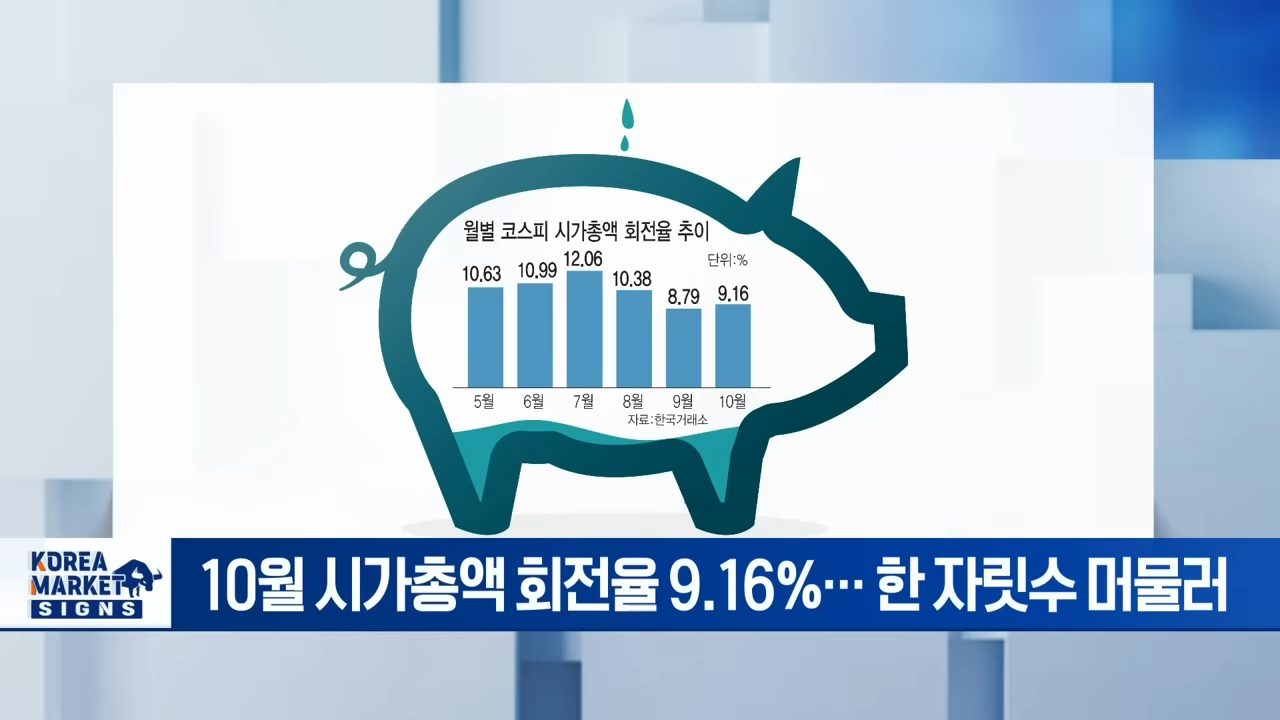 월별 코스피 시가총액 회전율 추이
단위:%
10.63 10.99 12.06 10.38 8.79 9.16
5월 6월 7월 8월 9월 10월
자료:한국거래소
KOREA
MARKET
SIGNS
10월 시가총액 회전율 9.16%… 한 자릿수 머물러